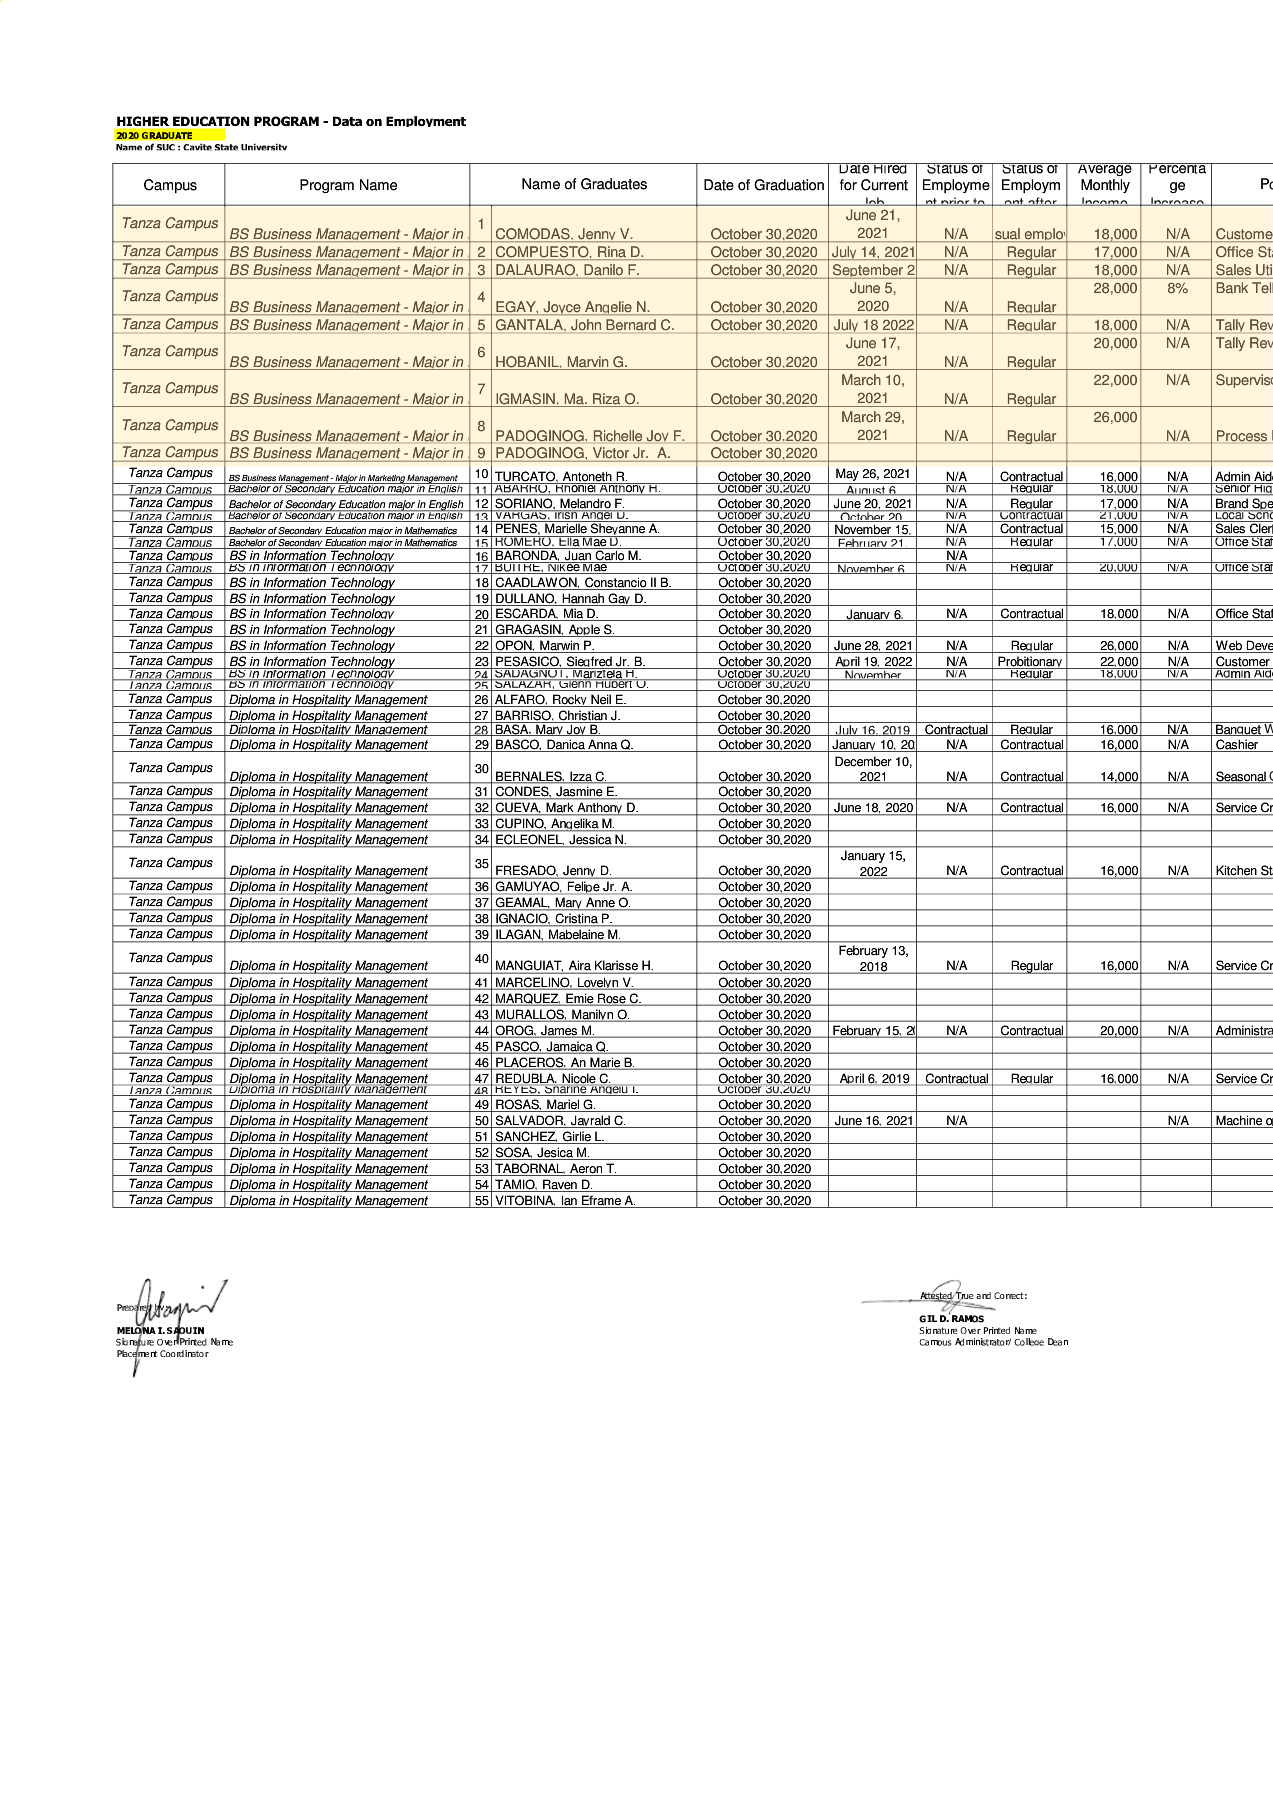 HIGHER EDUCATION PROGRAM - Data on Employment
2020 GRADUATE
Name of SUC : Cavite State University
Campus Program Name Name of Graduates Date of Graduation Date Hired for Current Job Status of Employme nt prior to Status of Employm ent after Average Monthly Income Percenta ge Increase
Tanza Campus BS Business Management - Major in 1 COMODAS, Jenny V. October 30,2020 June 21, 2021 N/A sual employ 18,000 N/A Custome
Tanza Campus BS Business Management - Major in 2 COMPUESTO, Rina D. October 30,2020 July 14, 2021 N/A Regular 17,000 N/A Office St
Tanza Campus BS Business Management - Major in 3 DALAURAO, Danilo F. October 30,2020 September 2 N/A Regular 18,000 N/A Sales Uti
Tanza Campus BS Business Management - Major in 4 EGAY, Joyce Angelie N. October 30,2020 June 5, 2020 N/A Regular 28,000 8% Bank Tel
Tanza Campus BS Business Management - Major in 5 GANTALA, John Bernard C. October 30,2020 July 18 2022 N/A Regular 18,000 N/A Tally Rev
Tanza Campus BS Business Management - Major in 6 HOBANIL, Marvin G. October 30,2020 June 17, 2021 N/A Regular 20,000 N/A Tally Rev
Tanza Campus BS Business Management - Major in 7 IGMASIN, Ma. Riza O. October 30,2020 March 10, 2021 N/A Regular 22,000 N/A Superviso
Tanza Campus BS Business Management - Major in 8 PADOGINOG, Richelle Joy F. October 30,2020 March 29, 2021 N/A Regular 26,000 N/A Process
Tanza Campus BS Business Management - Major in 9 PADOGINOG, Victor Jr. A. October 30,2020
Tanza Campus BS Business Management - Major in Marketing Management 10 TURCATO, Antoneth R. October 30,2020 May 26, 2021 N/A Contractual 16,000 N/A Admin Aid
Tanza Campus Bachelor of Secondary Education major in English 11 ABARRO, Rhoniel Anthony H. October 30,2020 August 6, N/A Regular 18,000 N/A Senior Hig
Tanza Campus Bachelor of Secondary Education major in English 12 SORIANO, Melandro F. October 30,2020 June 20, 2021 N/A Regular 17,000 N/A Brand Spe
Tanza Campus Bachelor of Secondary Education major in English 13 VARGAS, Irish Angel D. October 30,2020 October 20, N/A Contractual 21,000 N/A Local Scho
Tanza Campus Bachelor of Secondary Education major in Mathematics 14 PENES, Marielle Sheyanne A. October 30,2020 November 15, N/A Contractual 15,000 N/A Sales Cler
Tanza Campus Bachelor of Secondary Education major in Mathematics 15 ROMERO, Ella Mae D. October 30,2020 February 21, N/A Regular 17,000 N/A Office Staf
Tanza Campus BS in Information Technology 16 BARONDA, Juan Carlo M. October 30,2020 N/A
Tanza Campus BS in Information Technology 17 BUITRE, Nikee Mae October 30,2020 November 6, N/A Regular 20,000 N/A Office Staf
Tanza Campus BS in Information Technology 18 CAADLAWON, Constancio II B. October 30,2020
Tanza Campus BS in Information Technology 19 DULLANO, Hannah Gay D. October 30,2020
Tanza Campus BS in Information Technology 20 ESCARDA, Mia D. October 30,2020 January 6, N/A Contractual 18,000 N/A Office Staf
Tanza Campus BS in Information Technology 21 GRAGASIN, Apple S. October 30,2020
Tanza Campus BS in Information Technology 22 OPON, Marwin P. October 30,2020 June 28, 2021 N/A Regular 26,000 N/A Web Deve
Tanza Campus BS in Information Technology 23 PESASICO, Siegfred Jr. B. October 30,2020 April 19, 2022 N/A Probitionary 22,000 N/A Customer
Tanza Campus BS in Information Technology 24 SADAGNOT, Mariztela H. October 30,2020 November N/A Regular 18,000 N/A Admin Aid
Tanza Campus BS in Information Technology 25 SALAZAR, Glenn Hubert O. October 30,2020
Tanza Campus Diploma in Hospitality Management 26 ALFARO, Rocky Neil E. October 30,2020
Tanza Campus Diploma in Hospitality Management 27 BARRISO, Christian J. October 30,2020
Tanza Campus Diploma in Hospitality Management 28 BASA, Mary Joy B. October 30,2020 July 16, 2019 Contractual Regular 16,000 N/A Banquet W
Tanza Campus Diploma in Hospitality Management 29 BASCO, Danica Anna Q. October 30,2020 January 10, 20 N/A Contractual 16,000 N/A Cashier
Tanza Campus Diploma in Hospitality Management 30 BERNALES, Izza C. October 30,2020 December 10, 2021 N/A Contractual 14,000 N/A Seasonal
Tanza Campus Diploma in Hospitality Management 31 CONDES, Jasmine E. October 30,2020
Tanza Campus Diploma in Hospitality Management 32 CUEVA, Mark Anthony D. October 30,2020 June 18, 2020 N/A Contractual 16,000 N/A Service Cr
Tanza Campus Diploma in Hospitality Management 33 CUPINO, Angelika M. October 30,2020
Tanza Campus Diploma in Hospitality Management 34 ECLEONEL, Jessica N. October 30,2020
Tanza Campus Diploma in Hospitality Management 35 FRESADO, Jenny D. October 30,2020 January 15, 2022 N/A Contractual 16,000 N/A Kitchen St
Tanza Campus Diploma in Hospitality Management 36 GAMUYAO, Felipe Jr. A. October 30,2020
Tanza Campus Diploma in Hospitality Management 37 GEAMAL, Mary Anne O. October 30,2020
Tanza Campus Diploma in Hospitality Management 38 IGNACIO, Cristina P. October 30,2020
Tanza Campus Diploma in Hospitality Management 39 ILAGAN, Mabelaine M. October 30,2020
Tanza Campus Diploma in Hospitality Management 40 MANGUIAT, Aira Klarisse H. October 30,2020 February 13, 2018 N/A Regular 16,000 N/A Service Cr
Tanza Campus Diploma in Hospitality Management 41 MARCELINO, Lovelyn V. October 30,2020
Tanza Campus Diploma in Hospitality Management 42 MARQUEZ, Emie Rose C. October 30,2020
Tanza Campus Diploma in Hospitality Management 43 MURALLOS, Manilyn O. October 30,2020
Tanza Campus Diploma in Hospitality Management 44 OROG, James M. October 30,2020 February 15, 20 N/A Contractual 20,000 N/A Administra
Tanza Campus Diploma in Hospitality Management 45 PASCO, Jamaica Q. October 30,2020
Tanza Campus Diploma in Hospitality Management 46 PLACEROS, An Marie B. October 30,2020
Tanza Campus Diploma in Hospitality Management 47 REDUBLA, Nicole C. October 30,2020 April 6, 2019 Contractual Regular 16,000 N/A Service Cr
Tanza Campus Diploma in Hospitality Management 48 REYES, Sharine Angelu T. October 30,2020
Tanza Campus Diploma in Hospitality Management 49 ROSAS, Mariel G. October 30,2020
Tanza Campus Diploma in Hospitality Management 50 SALVADOR, Jayrald C. October 30,2020 June 16, 2021 N/A N/A Machine o
Tanza Campus Diploma in Hospitality Management 51 SANCHEZ, Girlie L. October 30,2020
Tanza Campus Diploma in Hospitality Management 52 SOSA, Jesica M. October 30,2020
Tanza Campus Diploma in Hospitality Management 53 TABORNAL, Aeron T. October 30,2020
Tanza Campus Diploma in Hospitality Management 54 TAMIO, Raven D. October 30,2020
Tanza Campus Diploma in Hospitality Management 55 VITOBINA, Ian Eframe A. October 30,2020
Prepared by: Attested True and Correct:
MELONA I. SAQUIN GIL D. RAMOS
Signature Over Printed Name Signature Over Printed Name
Placement Coordinator Campus Administrator/ College Dean